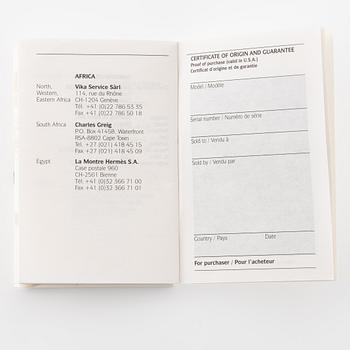 AFRICA
North, Vika Service Sàrl
Western, 114, rue du Rhône
Eastern Africa CH-1204 Genève
Tél. +41 (0)22 786 53 35
Fax +41 (0)22 786 50 18
South Africa Charles Greig
P.O. Box 41458, Waterfront
RSA-8802 Cape Town
Tel. +27 (0)21 418 45 15
Fax +27 (0)21 418 45 09
Egypt La Montre Hermès S.A.
Case postale 960
CH-2561 Bienne
Tél. +41 (0)32 366 71 00
Fax +41 (0)32 366 71 01
CERTIFICATE OF ORIGIN AND GUARANTEE
Proof of purchase (valid in U.S.A.)
Certificat d'origine et de garantie
Model / Modèle
Serial number / Numéro de série
Sold to / Vendu à
Sold by / Vendu par
Country / Pays Date
For purchaser / Pour l'acheteur